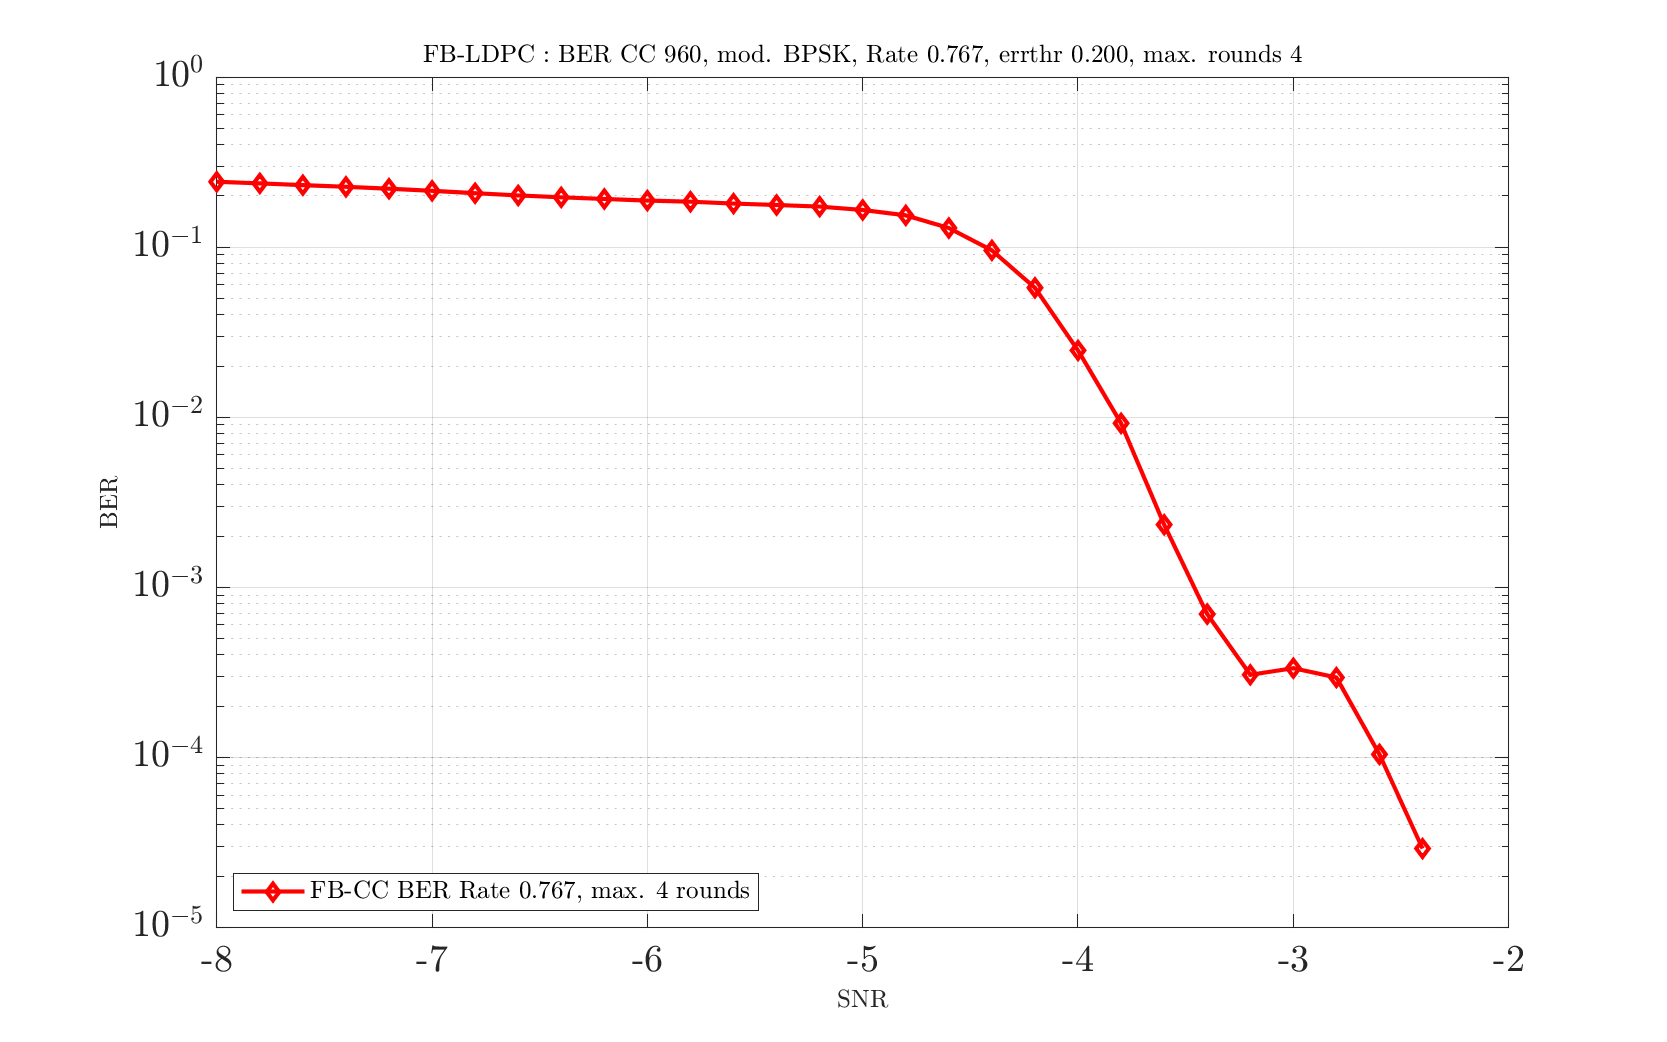 FB-LDPC : BER CC 960, mod. BPSK, Rate 0.767, errthr 0.200, max. rounds 4
10^0
10^-1
10^-2
10^-3
10^-4
10^-5
BER
FB-CC BER Rate 0.767, max. 4 rounds
-8 -7 -6 -5 -4 -3 -2
SNR